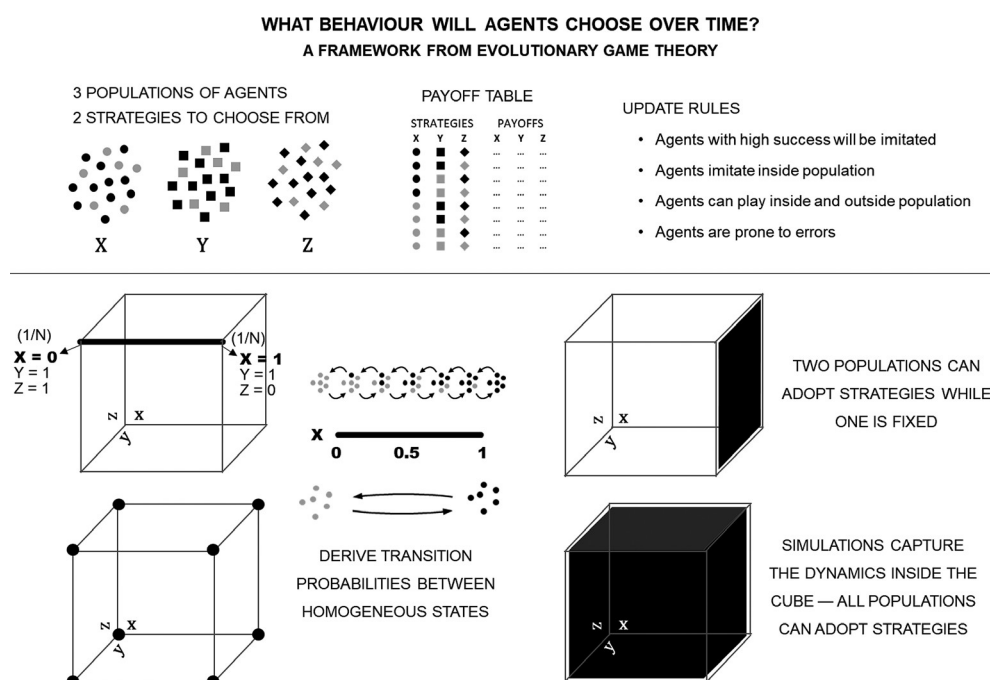 WHAT BEHAVIOUR WILL AGENTS CHOOSE OVER TIME?
A FRAMEWORK FROM EVOLUTIONARY GAME THEORY
3 POPULATIONS OF AGENTS
2 STRATEGIES TO CHOOSE FROM
X Y Z
PAYOFF TABLE
STRATEGIES PAYOFFS
X Y Z X Y Z
... ... ...
... ... ...
... ... ...
... ... ...
... ... ...
... ... ...
... ... ...
... ... ...
UPDATE RULES
• Agents with high success will be imitated
• Agents imitate inside population
• Agents can play inside and outside population
• Agents are prone to errors
(1/N)
X = 0
Y = 1
Z = 1
(1/N)
X = 1
Y = 1
Z = 0
z x
y
X
0 0.5 1
DERIVE TRANSITION
PROBABILITIES BETWEEN
HOMOGENEOUS STATES
z x
y
z x
y
TWO POPULATIONS CAN
ADOPT STRATEGIES WHILE
ONE IS FIXED
z x
y
SIMULATIONS CAPTURE
THE DYNAMICS INSIDE THE
CUBE — ALL POPULATIONS
CAN ADOPT STRATEGIES